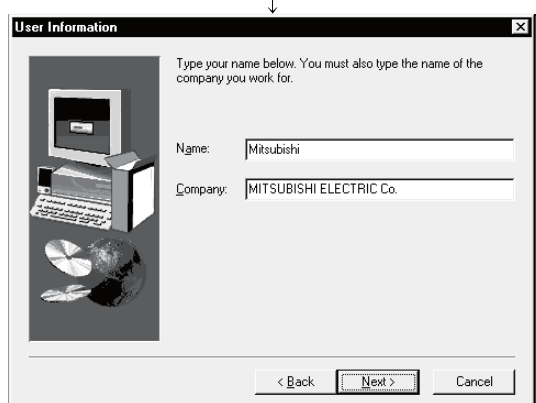 ↓
User Information
Type your name below. You must also type the name of the
company you work for.
Name: Mitsubishi
Company: MITSUBISHI ELECTRIC Co.
< Back Next > Cancel